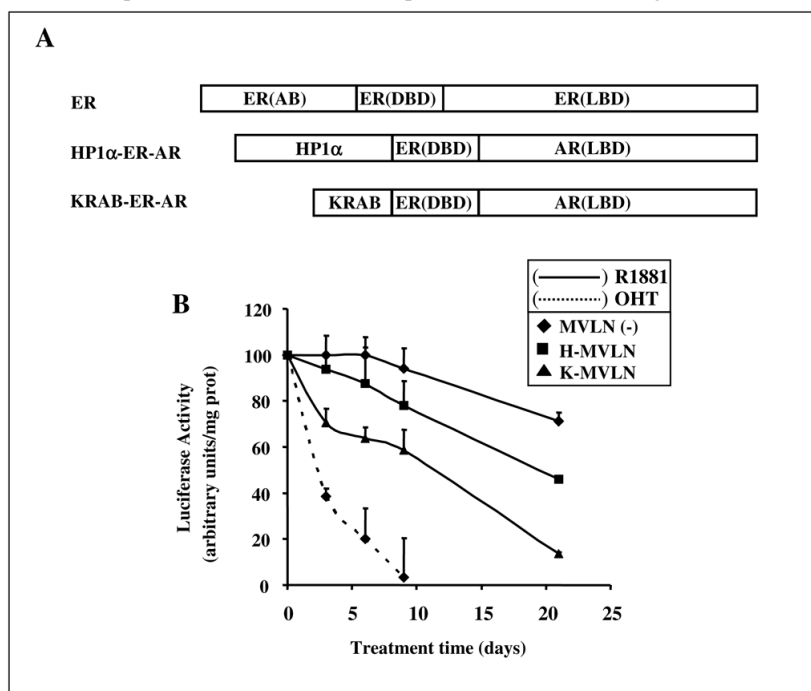 A
ER ER(AB) ER(DBD) ER(LBD)
HP1α-ER-AR HP1α ER(DBD) AR(LBD)
KRAB-ER-AR KRAB ER(DBD) AR(LBD)
B
(———) R1881
(.........) OHT
MVLN (-)
H-MVLN
K-MVLN
120
100
80
60
40
20
0
0 5 10 15 20 25
Luciferase Activity
(arbitrary units/mg prot)
Treatment time (days)